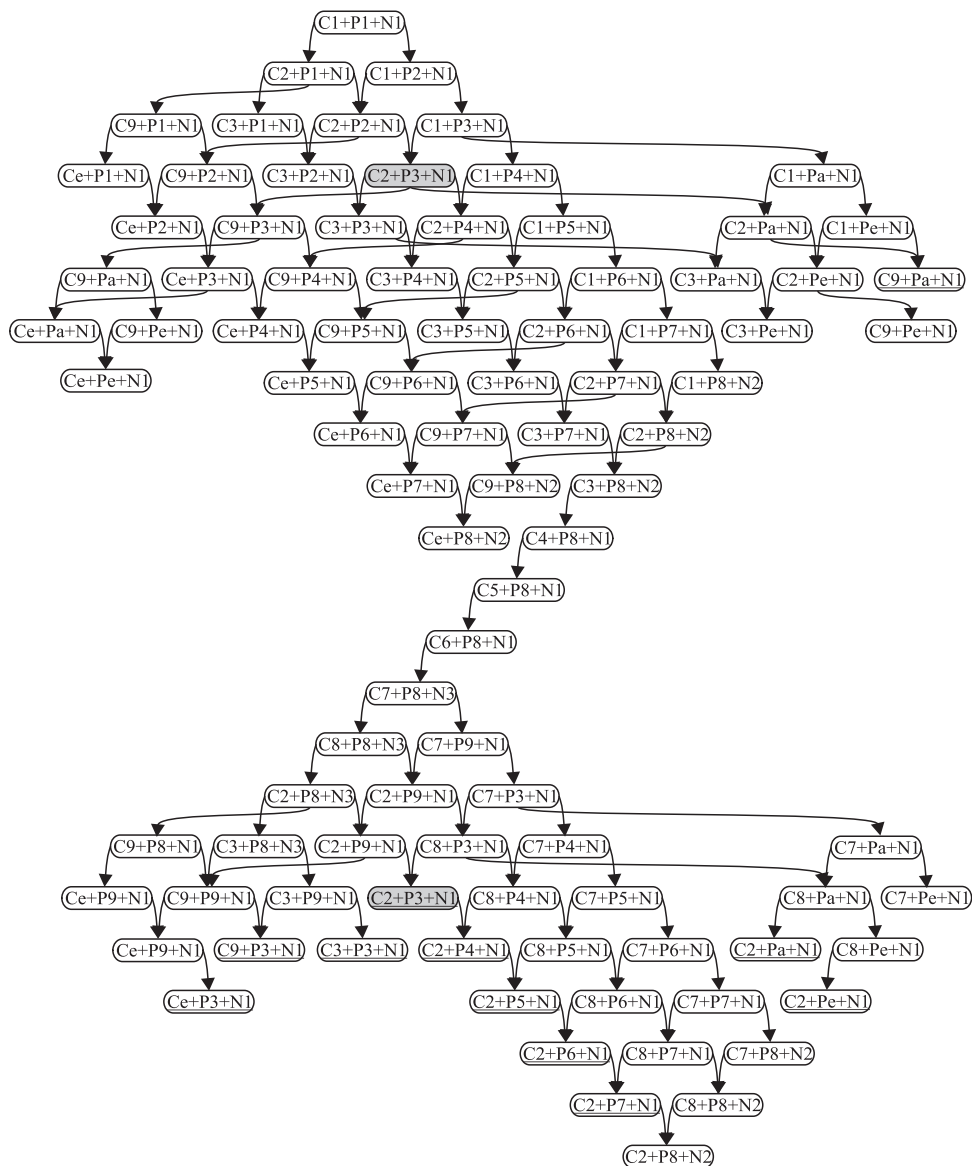 C1+P1+N1
C2+P1+N1 C1+P2+N1
C9+P1+N1 C3+P1+N1 C2+P2+N1 C1+P3+N1
Ce+P1+N1 C9+P2+N1 C3+P2+N1 C2+P3+N1 C1+P4+N1 C1+Pa+N1
Ce+P2+N1 C9+P3+N1 C3+P3+N1 C2+P4+N1 C1+P5+N1 C2+Pa+N1 C1+Pe+N1
C9+Pa+N1 Ce+P3+N1 C9+P4+N1 C3+P4+N1 C2+P5+N1 C1+P6+N1 C3+Pa+N1 C2+Pe+N1 C9+Pa+N1
Ce+Pa+N1 C9+Pe+N1 Ce+P4+N1 C9+P5+N1 C3+P5+N1 C2+P6+N1 C1+P7+N1 C3+Pe+N1 C9+Pe+N1
Ce+Pe+N1 Ce+P5+N1 C9+P6+N1 C3+P6+N1 C2+P7+N1 C1+P8+N2
Ce+P6+N1 C9+P7+N1 C3+P7+N1 C2+P8+N2
Ce+P7+N1 C9+P8+N2 C3+P8+N2
Ce+P8+N2 C4+P8+N1
C5+P8+N1
C6+P8+N1
C7+P8+N3
C8+P8+N3 C7+P9+N1
C2+P8+N3 C2+P9+N1 C7+P3+N1
C9+P8+N1 C3+P8+N3 C2+P9+N1 C8+P3+N1 C7+P4+N1 C7+Pa+N1
Ce+P9+N1 C9+P9+N1 C3+P9+N1 C2+P3+N1 C8+P4+N1 C7+P5+N1 C8+Pa+N1 C7+Pe+N1
Ce+P9+N1 C9+P3+N1 C3+P3+N1 C2+P4+N1 C8+P5+N1 C7+P6+N1 C2+Pa+N1 C8+Pe+N1
Ce+P3+N1 C2+P5+N1 C8+P6+N1 C7+P7+N1 C2+Pe+N1
C2+P6+N1 C8+P7+N1 C7+P8+N2
C2+P7+N1 C8+P8+N2
C2+P8+N2